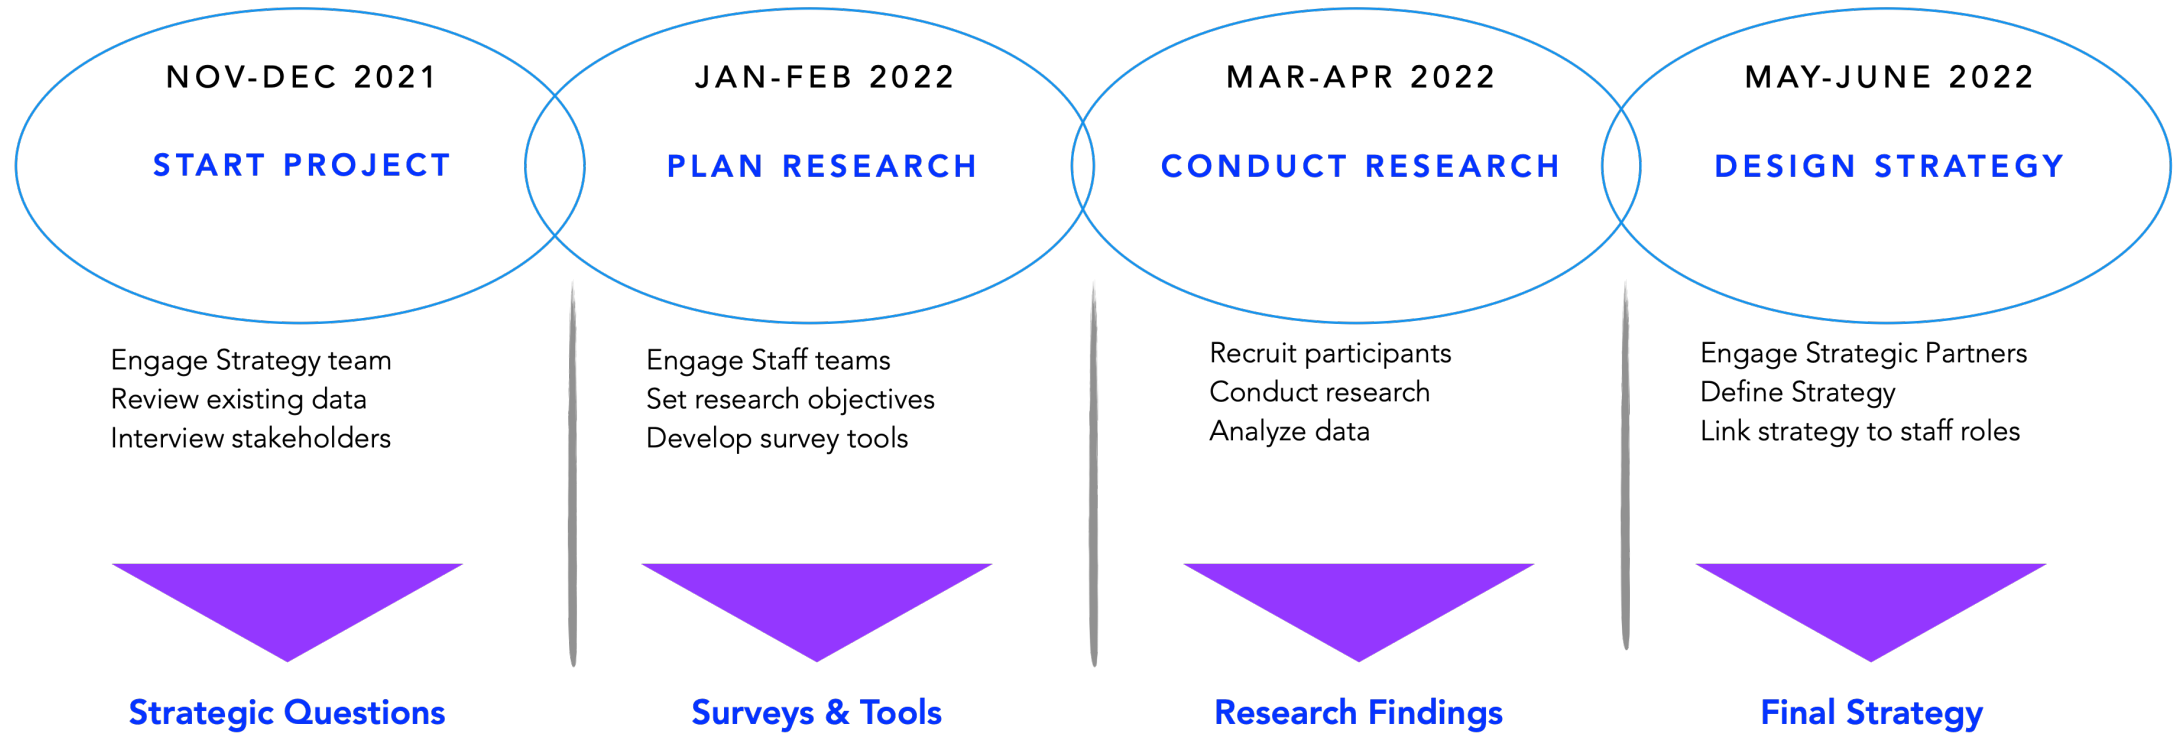 NOV-DEC 2021
START PROJECT
Engage Strategy team
Review existing data
Interview stakeholders
Strategic Questions
JAN-FEB 2022
PLAN RESEARCH
Engage Staff teams
Set research objectives
Develop survey tools
Surveys & Tools
MAR-APR 2022
CONDUCT RESEARCH
Recruit participants
Conduct research
Analyze data
Research Findings
MAY-JUNE 2022
DESIGN STRATEGY
Engage Strategic Partners
Define Strategy
Link strategy to staff roles
Final Strategy